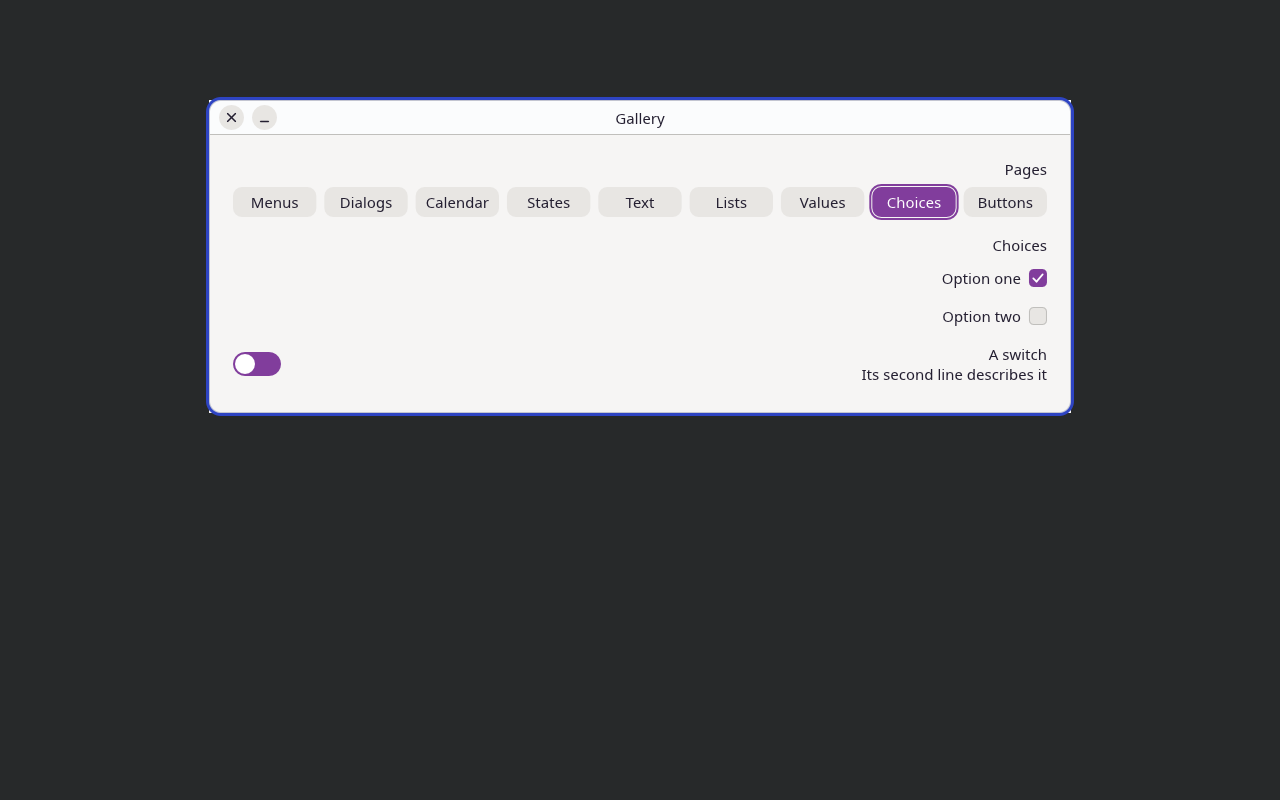 Gallery
Pages
Menus Dialogs Calendar States Text Lists Values Choices Buttons
Choices
Option one
Option two
A switch
Its second line describes it